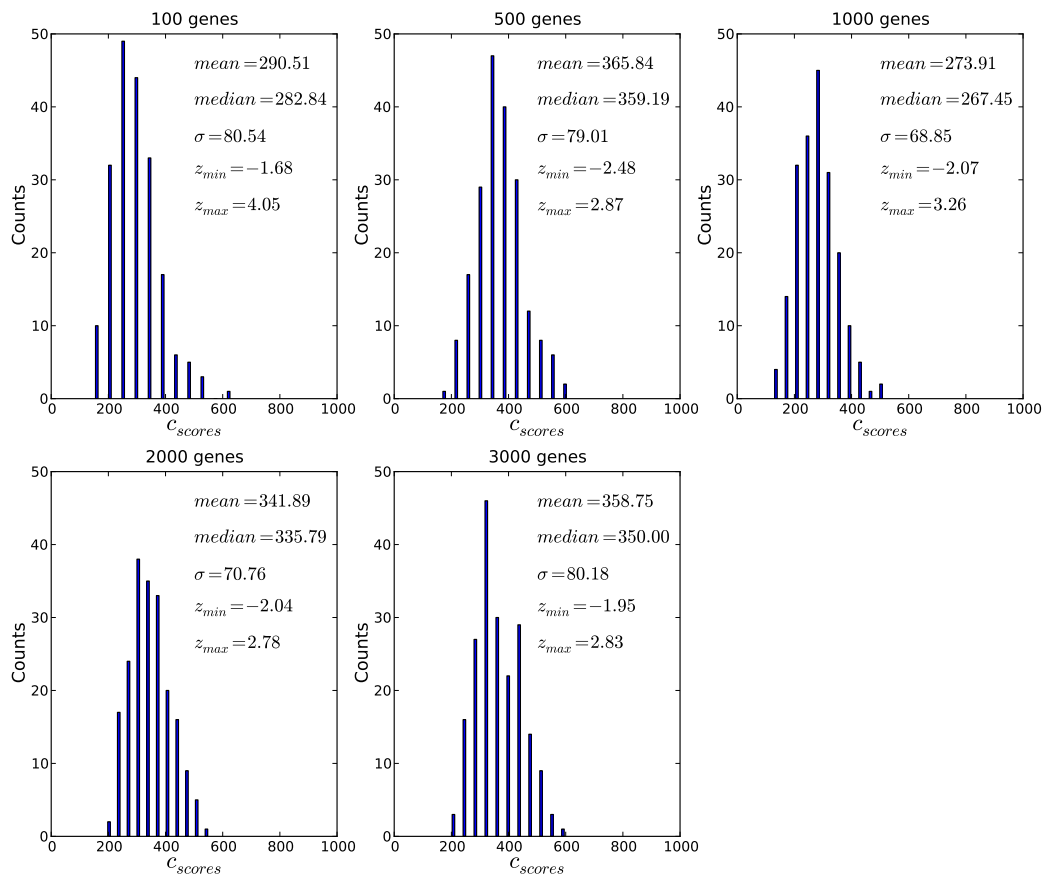 100 genes
50
40
30
20
10
0
Counts
mean=290.51
median=282.84
σ=80.54
z_min=−1.68
z_max=4.05
0 200 400 600 800 1000
c_scores
500 genes
50
40
30
20
10
0
Counts
mean=365.84
median=359.19
σ=79.01
z_min=−2.48
z_max=2.87
0 200 400 600 800 1000
c_scores
1000 genes
50
40
30
20
10
0
Counts
mean=273.91
median=267.45
σ=68.85
z_min=−2.07
z_max=3.26
0 200 400 600 800 1000
c_scores
2000 genes
50
40
30
20
10
0
Counts
mean=341.89
median=335.79
σ=70.76
z_min=−2.04
z_max=2.78
0 200 400 600 800 1000
c_scores
3000 genes
50
40
30
20
10
0
Counts
mean=358.75
median=350.00
σ=80.18
z_min=−1.95
z_max=2.83
0 200 400 600 800 1000
c_scores